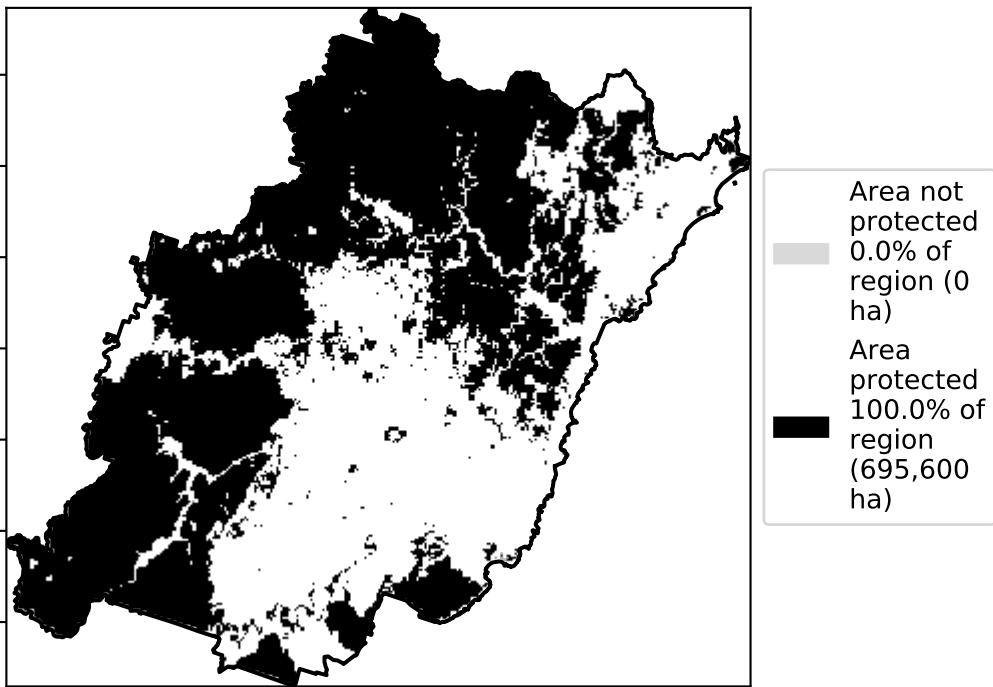 Area not
protected
0.0% of
region (0
ha)
Area
protected
100.0% of
region
(695,600
ha)